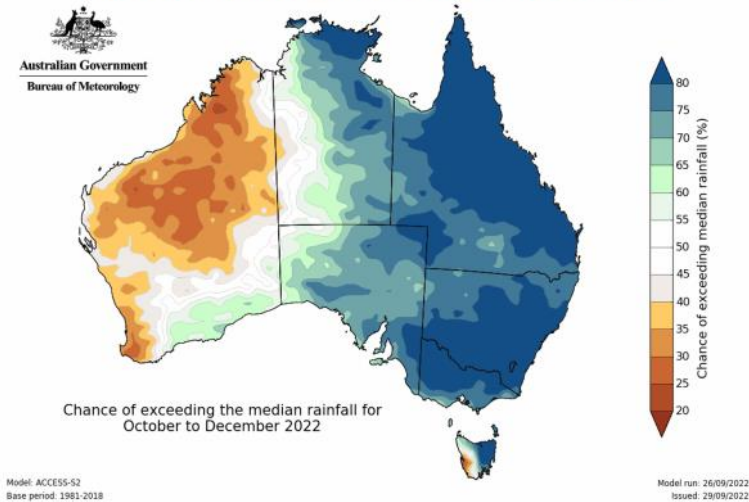 Australian Government
Bureau of Meteorology
80
75
70
65
60
55
50
45
40
35
30
25
20
Chance of exceeding median rainfall (%)
Chance of exceeding the median rainfall for
October to December 2022
Model: ACCESS-S2
Base period: 1981-2018
Model run: 26/09/2022
Issued: 29/09/2022